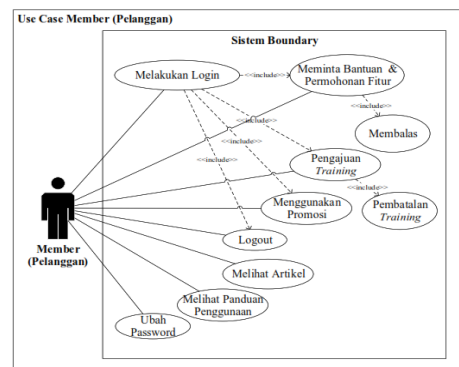 Use Case Member (Pelanggan)
Sistem Boundary
Melakukan Login
<<include>>
Meminta Bantuan &
Permohonan Fitur
<<include>>
Membalas
<<include>>
<<include>>
<<include>>
Pengajuan
Training
<<include>>
Pembatalan
Training
Menggunakan
Promosi
Logout
Member
(Pelanggan)
Melihat Artikel
Melihat Panduan
Penggunaan
Ubah
Password